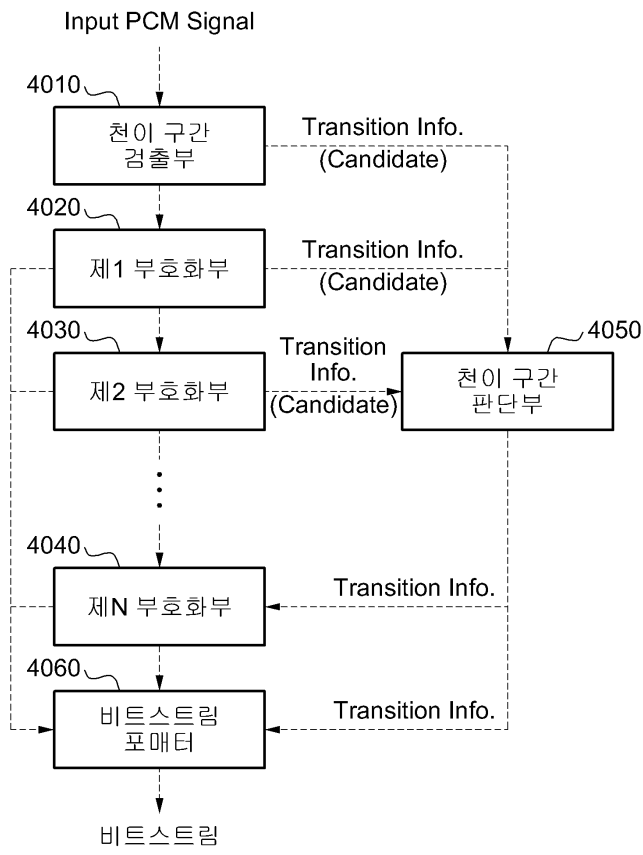 Input PCM Signal
4010
천이 구간
검출부
Transition Info.
(Candidate)
4020
제1 부호화부
Transition Info.
(Candidate)
4030
제2 부호화부
Transition
Info.
(Candidate)
4050
천이 구간
판단부
4040
제N 부호화부
Transition Info.
4060
비트스트림
포매터
Transition Info.
비트스트림